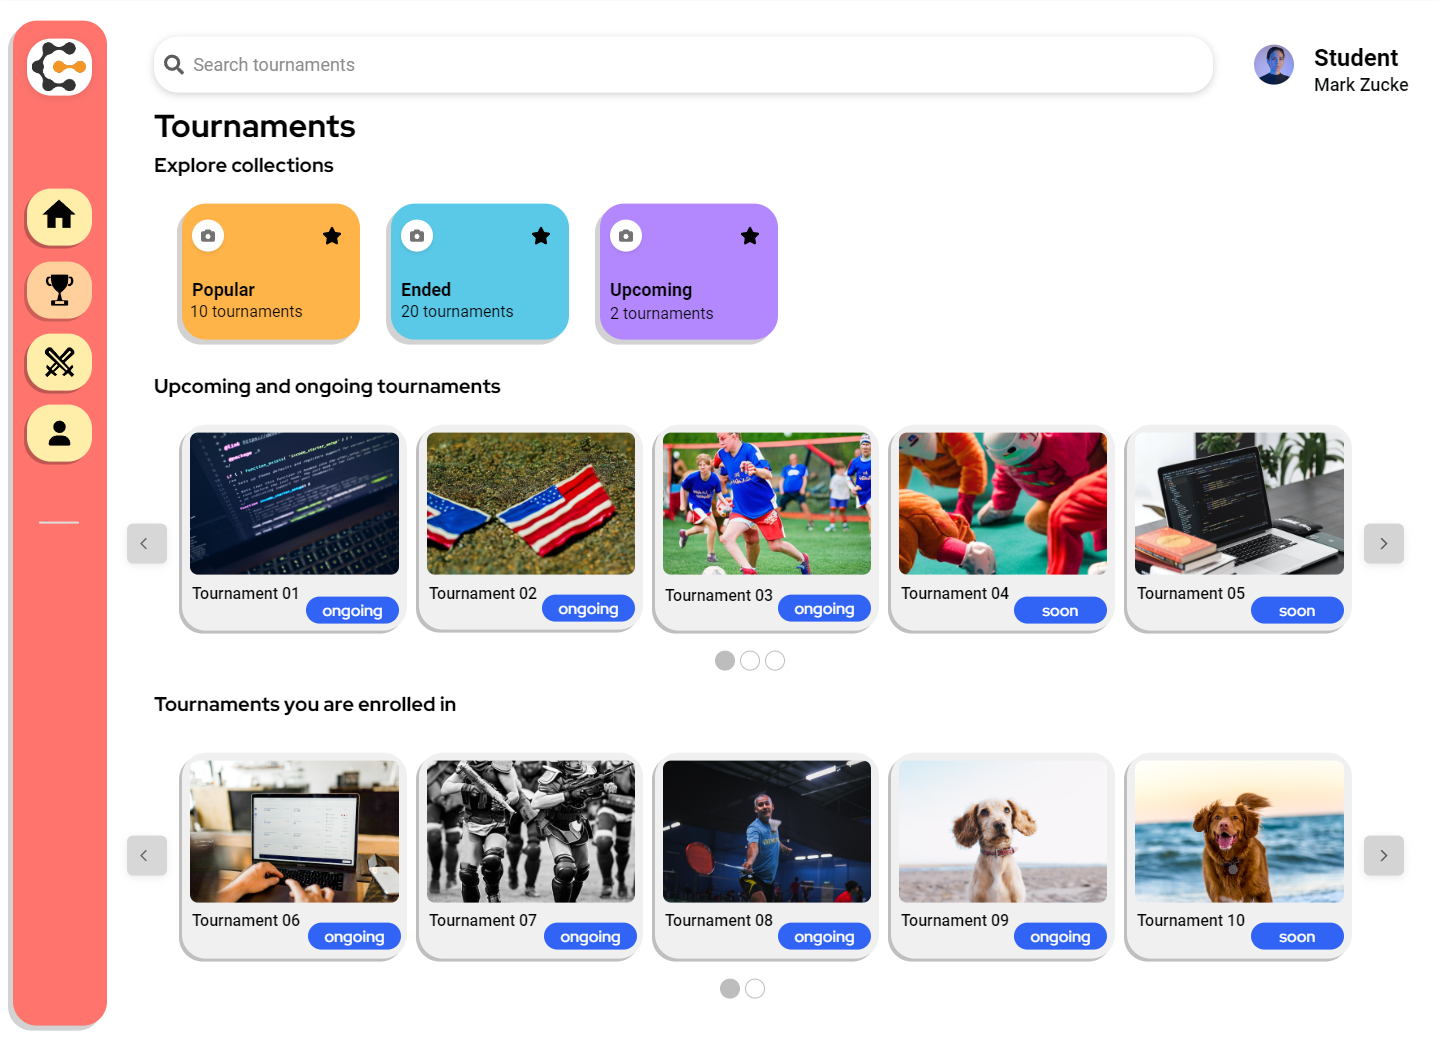 Search tournaments
Student
Mark Zucke
Tournaments
Explore collections
Popular
10 tournaments
Ended
20 tournaments
Upcoming
2 tournaments
Upcoming and ongoing tournaments
Tournament 01
ongoing
Tournament 02
ongoing
Tournament 03
ongoing
Tournament 04
soon
Tournament 05
soon
Tournaments you are enrolled in
Tournament 06
ongoing
Tournament 07
ongoing
Tournament 08
ongoing
Tournament 09
ongoing
Tournament 10
soon